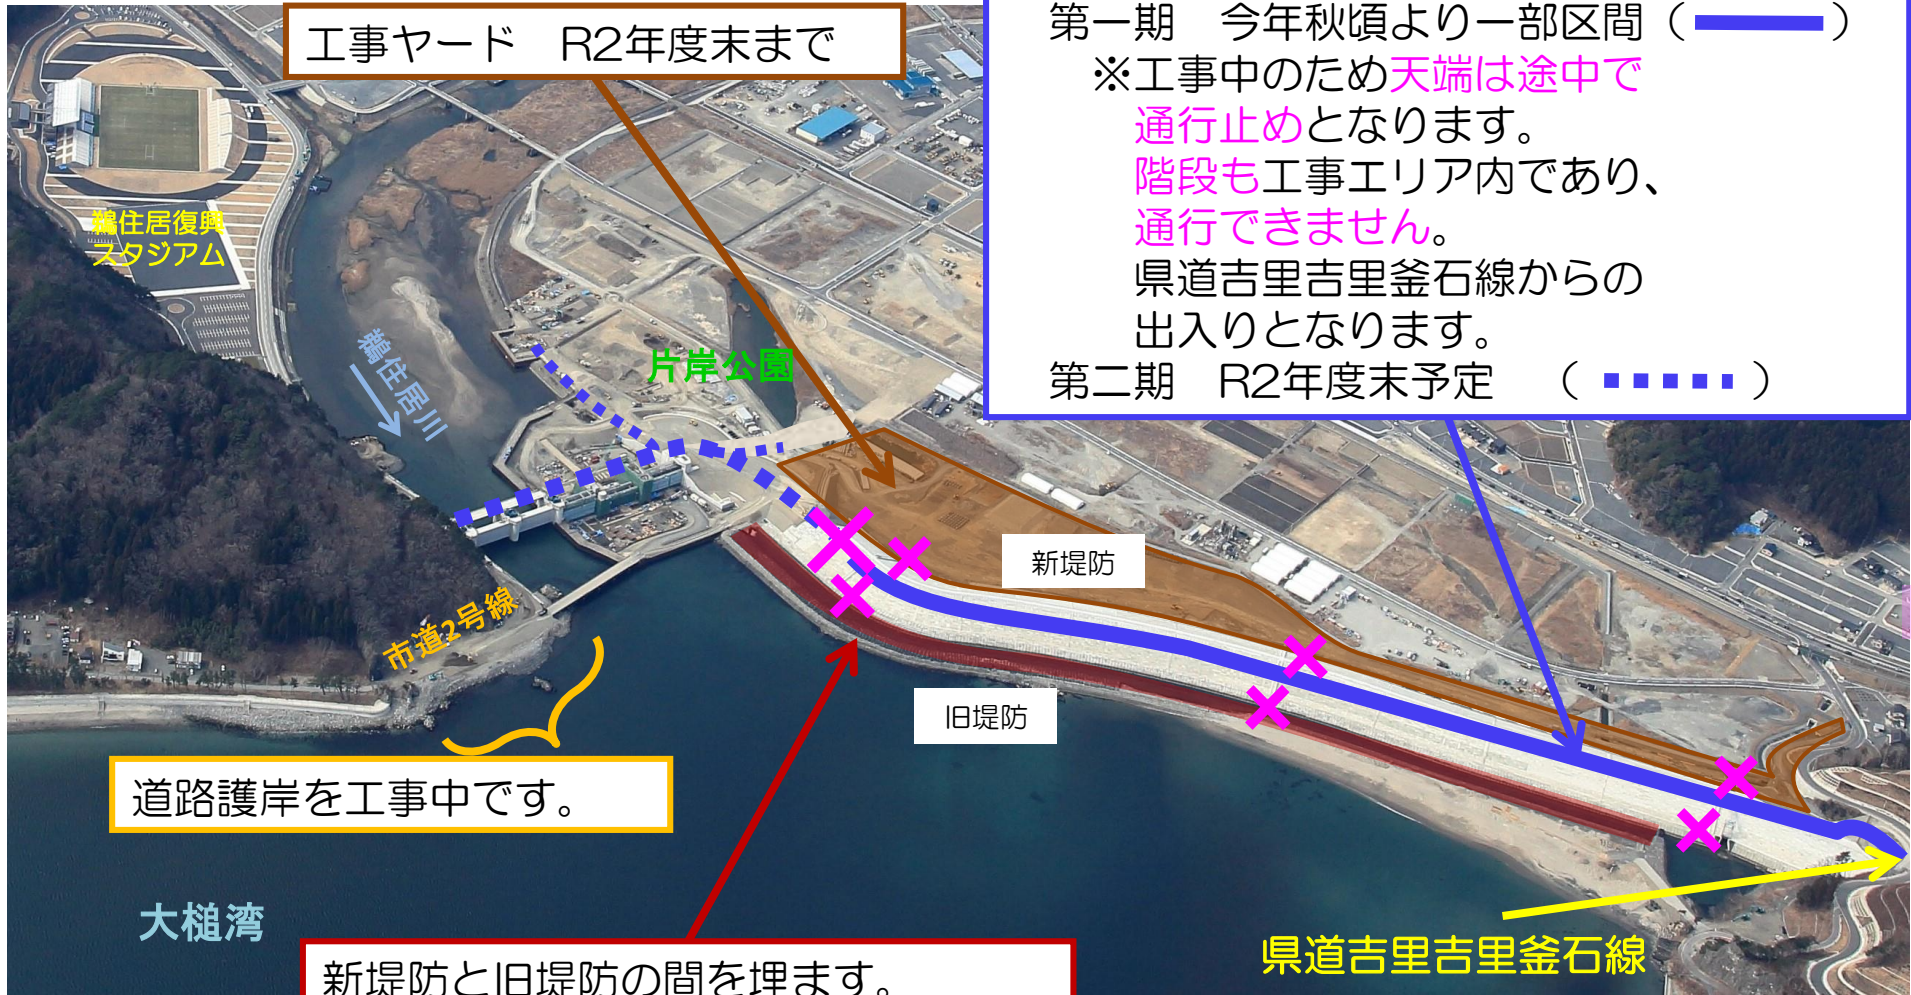 工事ヤード　R2年度末まで
第一期　今年秋頃より一部区間（　　　）
※工事中のため天端は途中で
通行止めとなります。
階段も工事エリア内であり、
通行できません。
県道吉里吉里釜石線からの
出入りとなります。
第二期　R2年度末予定　（　　　）
鵜住居復興
スタジアム
鵜住居川
片岸公園
新堤防
市道2号線
旧堤防
道路護岸を工事中です。
大槌湾
県道吉里吉里釜石線
新堤防と旧堤防の間を埋ます。